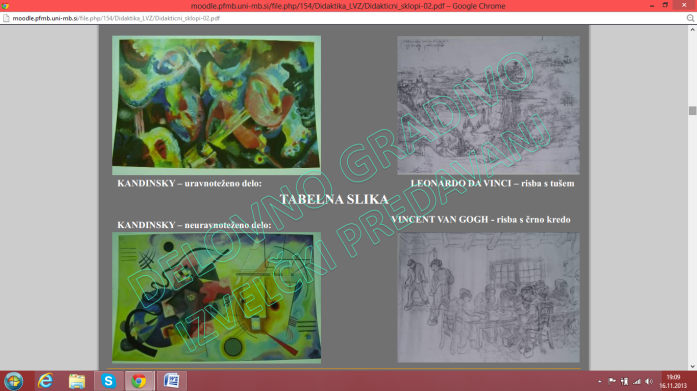 moodle.pfmb.uni-mb.si/file.php/154/Didaktika_LVZ/Didakticni_sklopi-02.pdf – Google Chrome
moodle.pfmb.uni-mb.si/file.php/154/Didaktika_LVZ/Didakticni_sklopi-02.pdf
KANDINSKY – uravnoteženo delo:
LEONARDO DA VINCI – risba s tušem
TABELNA SLIKA
KANDINSKY – neuravnoteženo delo:
VINCENT VAN GOGH - risba s črno kredo
DELOVNO GRADIVO
IZVELČKI PREDAVANJ
19:09
16.11.2013